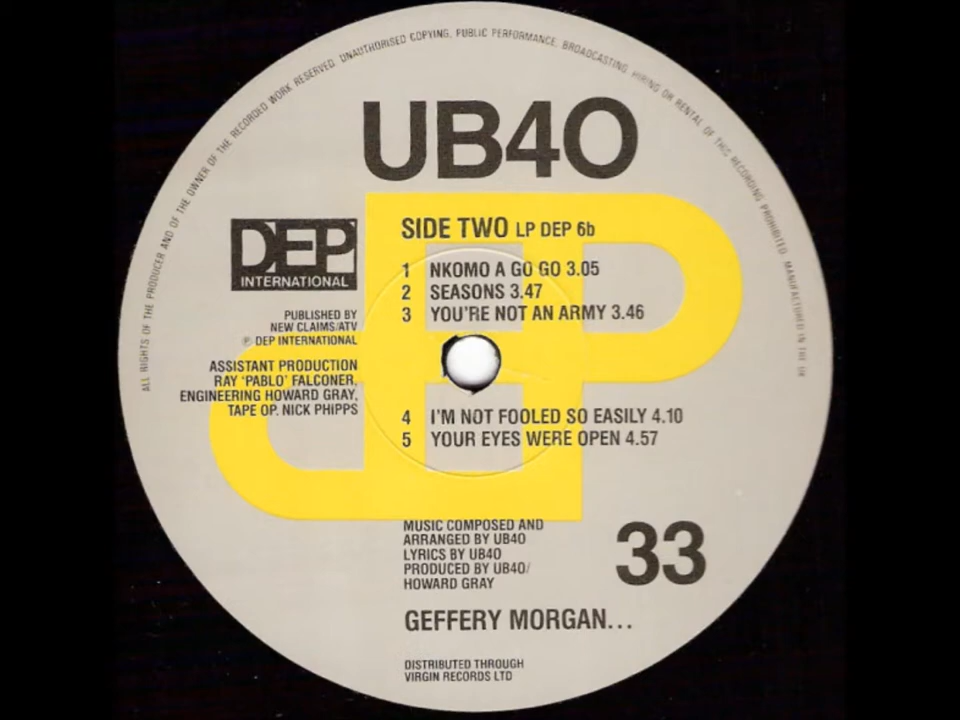 ALL RIGHTS OF THE PRODUCER AND OF THE OWNER OF THE RECORDED WORK RESERVED. UNAUTHORISED COPYING, PUBLIC PERFORMANCE, BROADCASTING, HIRING OR RENTAL OF THIS RECORDING PROHIBITED. MANUFACTURED IN THE UK
UB40
DEP
INTERNATIONAL
PUBLISHED BY
NEW CLAIMS/ATV
℗ DEP INTERNATIONAL
ASSISTANT PRODUCTION
RAY 'PABLO' FALCONER,
ENGINEERING HOWARD GRAY,
TAPE OP. NICK PHIPPS
SIDE TWO LP DEP 6b
1 NKOMO A GO GO 3.05
2 SEASONS 3.47
3 YOU'RE NOT AN ARMY 3.46
4 I'M NOT FOOLED SO EASILY 4.10
5 YOUR EYES WERE OPEN 4.57
MUSIC COMPOSED AND
ARRANGED BY UB40
LYRICS BY UB40
PRODUCED BY UB40/
HOWARD GRAY
33
GEFFERY MORGAN...
DISTRIBUTED THROUGH
VIRGIN RECORDS LTD